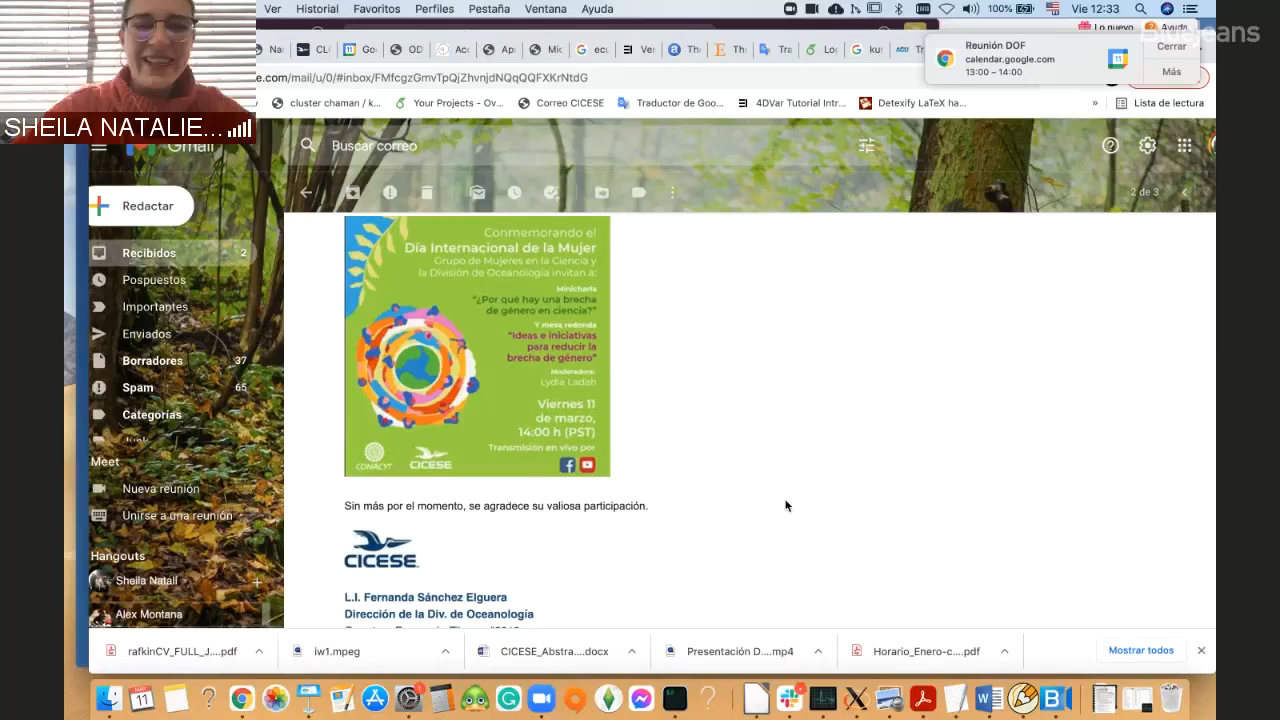 Ver Historial Favoritos Perfiles Pestaña Ventana Ayuda
100% Vie 12:33
Ayuda
BlueJeans
Reunión DOF
calendar.google.com
13:00 – 14:00
Cerrar
Más
e.com/mail/u/0/#inbox/FMfcgzGmvTpQjZhvnjdNQqQQFXKrNtdG
cluster chaman / k...
Your Projects - Ov...
Correo CICESE
Traductor de Goo...
4DVar Tutorial Intr...
Detexify LaTeX ha...
»
Lista de lectura
SHEILA NATALIE...
Gmail
Buscar correo
2 de 3
Redactar
Recibidos 2
Pospuestos
Importantes
Enviados
Borradores 37
Spam 65
Categorías
Junk
Meet
Nueva reunión
Unirse a una reunión
Hangouts
Sheila Natali
Alex Montana
Conmemorando el
Día Internacional de la Mujer
Grupo de Mujeres en la Ciencia y
la División de Oceanología invitan a:
Minicharla
"¿Por qué hay una brecha
de género en ciencia?"
Y mesa redonda
"Ideas e iniciativas
para reducir la
brecha de género"
Moderadora:
Lydia Ladah
Viernes 11
de marzo,
14:00 h (PST)
Transmisión en vivo por
CONACYT
CICESE
Sin más por el momento, se agradece su valiosa participación.
CICESE
L.I. Fernanda Sánchez Elguera
Dirección de la Div. de Oceanología
rafkinCV_FULL_J....pdf
iw1.mpeg
CICESE_Abstra....docx
Presentación D....mp4
Horario_Enero-c....pdf
Mostrar todos
MAR
11